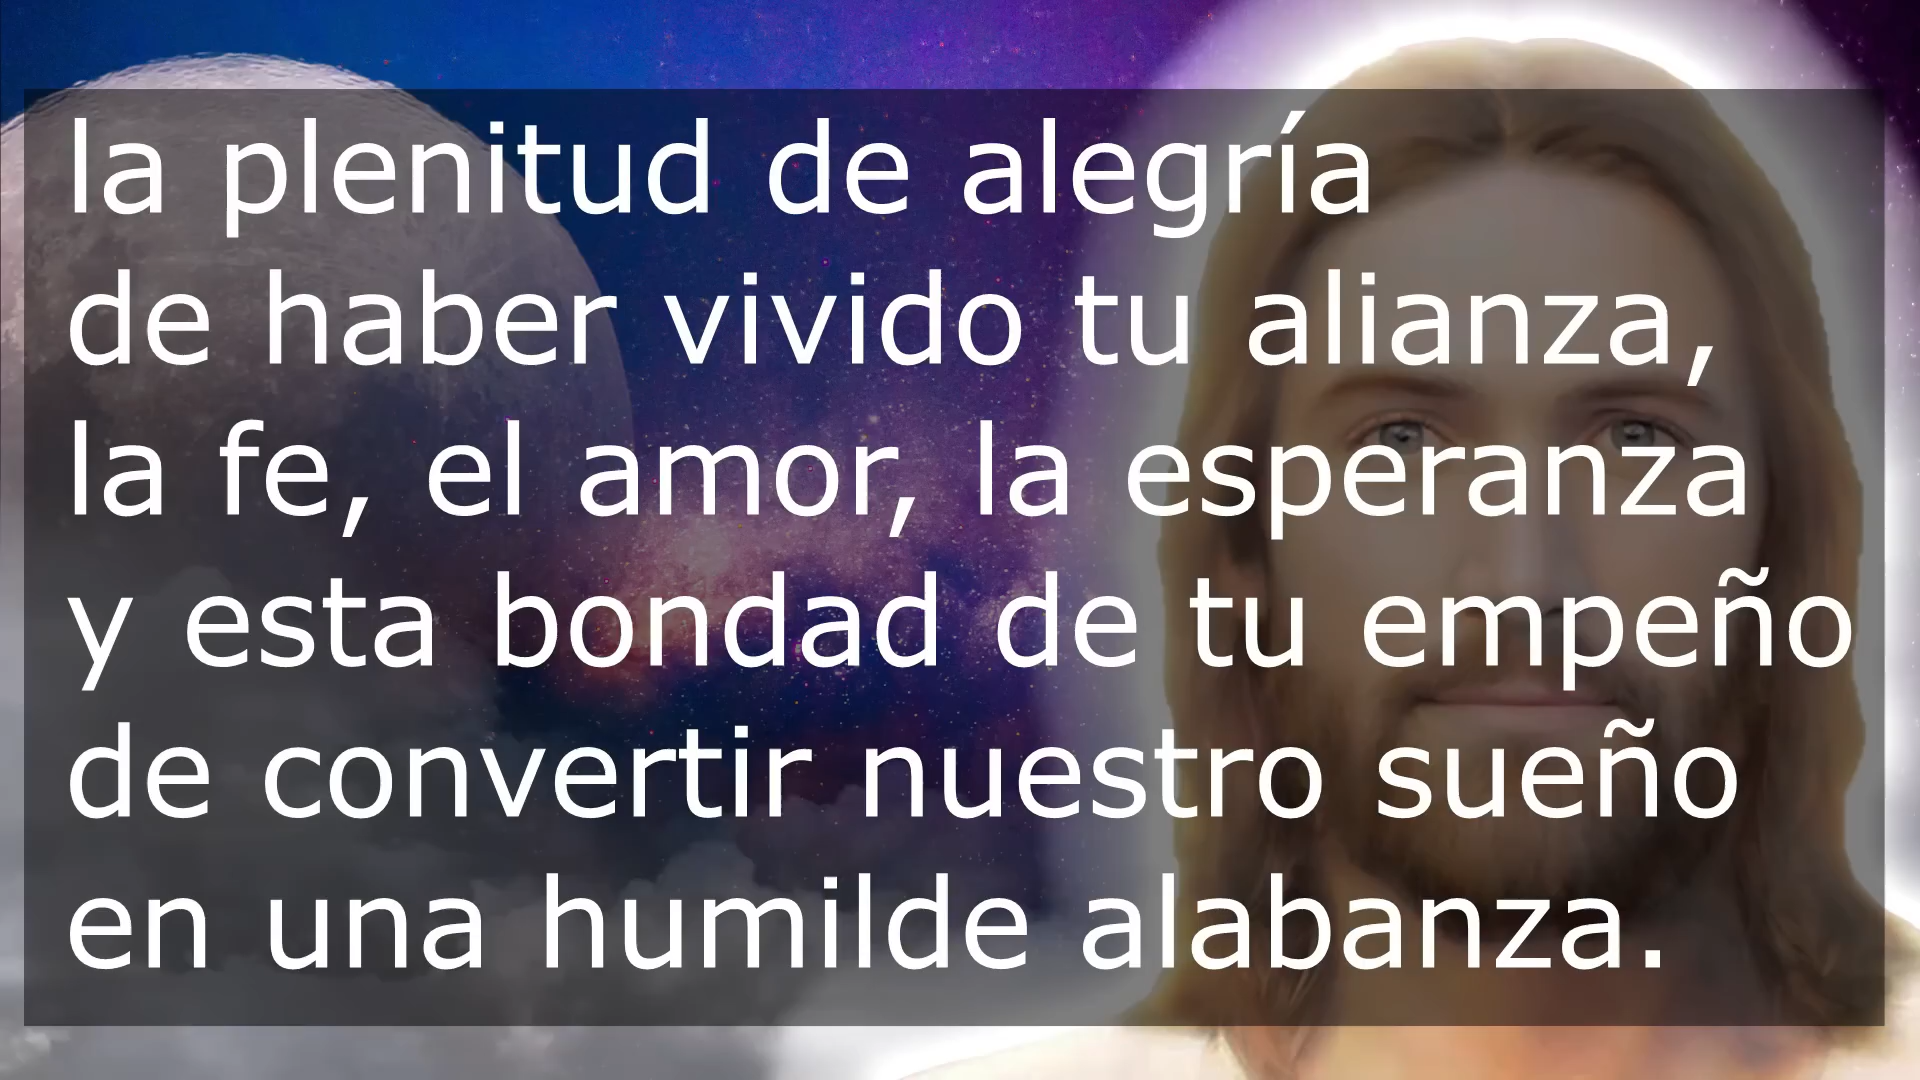 la plenitud de alegría
de haber vivido tu alianza,
la fe, el amor, la esperanza
y esta bondad de tu empeño
de convertir nuestro sueño
en una humilde alabanza.